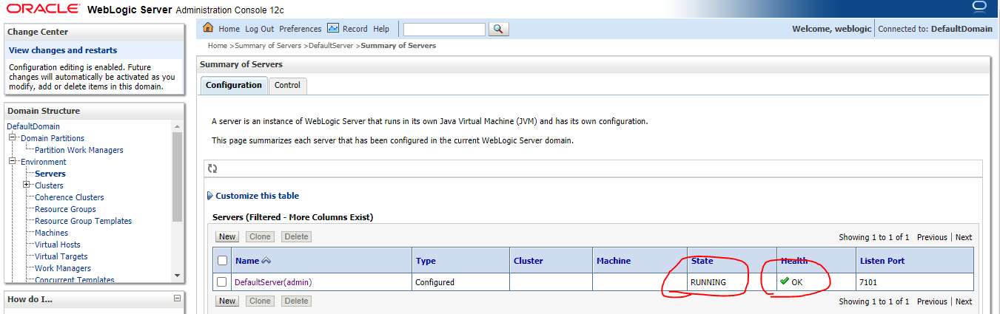 ORACLE WebLogic Server Administration Console 12c
Change Center
View changes and restarts
Configuration editing is enabled. Future
changes will automatically be activated as you
modify, add or delete items in this domain.
Domain Structure
DefaultDomain
Domain Partitions
Partition Work Managers
Environment
Servers
Clusters
Coherence Clusters
Resource Groups
Resource Group Templates
Machines
Virtual Hosts
Virtual Targets
Work Managers
Concurrent Templates
How do I...
Home Log Out Preferences Record Help
Welcome, weblogic Connected to: DefaultDomain
Home >Summary of Servers >DefaultServer >Summary of Servers
Summary of Servers
Configuration Control
A server is an instance of WebLogic Server that runs in its own Java Virtual Machine (JVM) and has its own configuration.
This page summarizes each server that has been configured in the current WebLogic Server domain.
Customize this table
Servers (Filtered - More Columns Exist)
New Clone Delete Showing 1 to 1 of 1 Previous | Next
Name Type Cluster Machine State Health Listen Port
DefaultServer(admin) Configured RUNNING OK 7101
New Clone Delete Showing 1 to 1 of 1 Previous | Next